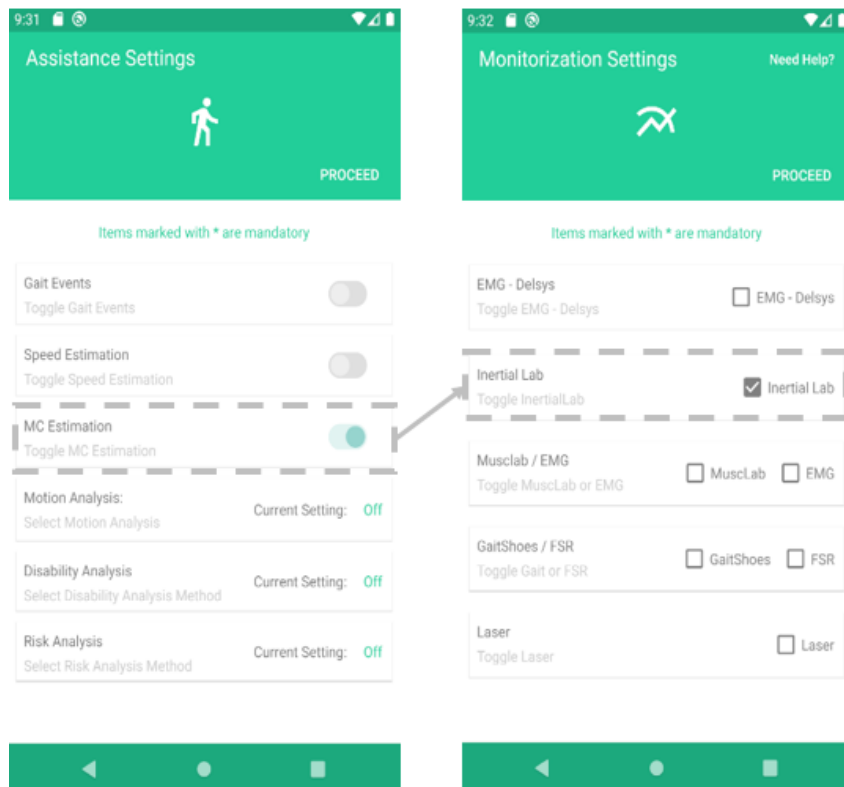 9:31
Assistance Settings
PROCEED
Items marked with * are mandatory
Gait Events
Toggle Gait Events
Speed Estimation
Toggle Speed Estimation
MC Estimation
Toggle MC Estimation
Motion Analysis:
Select Motion Analysis
Current Setting: Off
Disability Analysis
Select Disability Analysis Method
Current Setting: Off
Risk Analysis
Select Risk Analysis Method
Current Setting: Off
9:32
Monitorization Settings
Need Help?
PROCEED
Items marked with * are mandatory
EMG - Delsys
Toggle EMG - Delsys
EMG - Delsys
Inertial Lab
Toggle InertialLab
Inertial Lab
Musclab / EMG
Toggle MuscLab or EMG
MuscLab EMG
GaitShoes / FSR
Toggle Gait or FSR
GaitShoes FSR
Laser
Toggle Laser
Laser